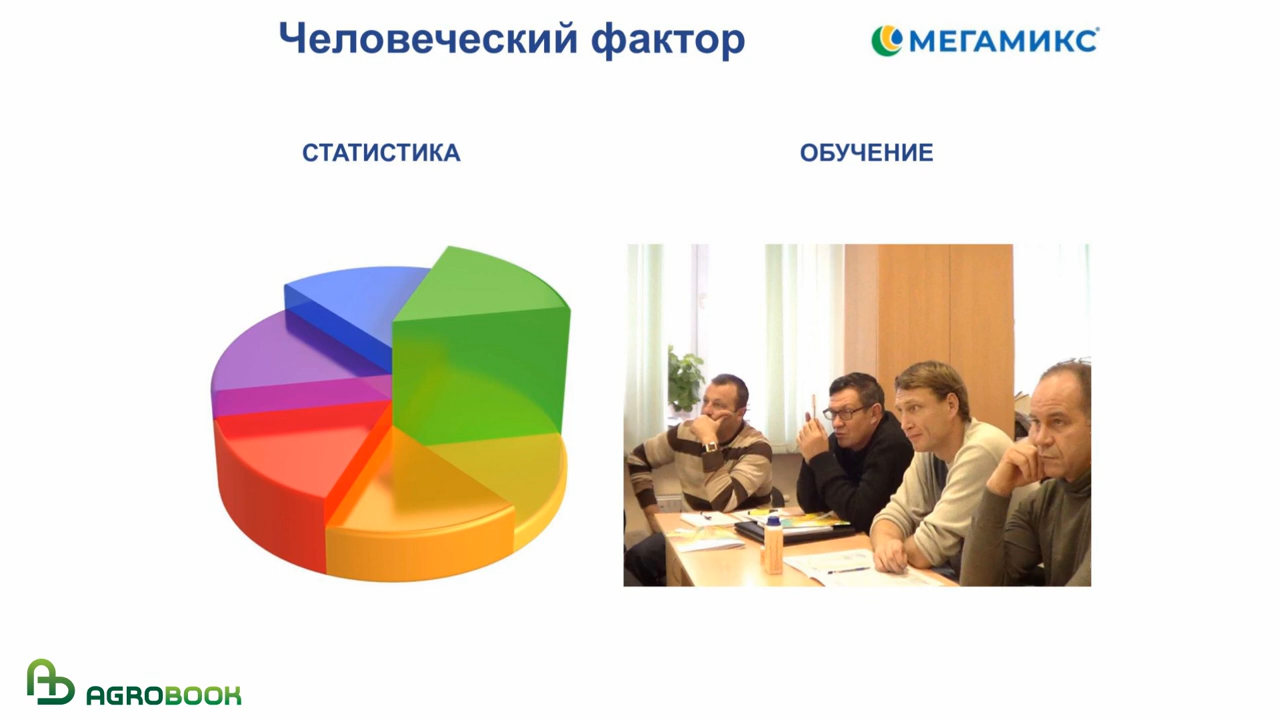 Человеческий фактор
МЕГАМИКС
СТАТИСТИКА
ОБУЧЕНИЕ
AGROBOOK